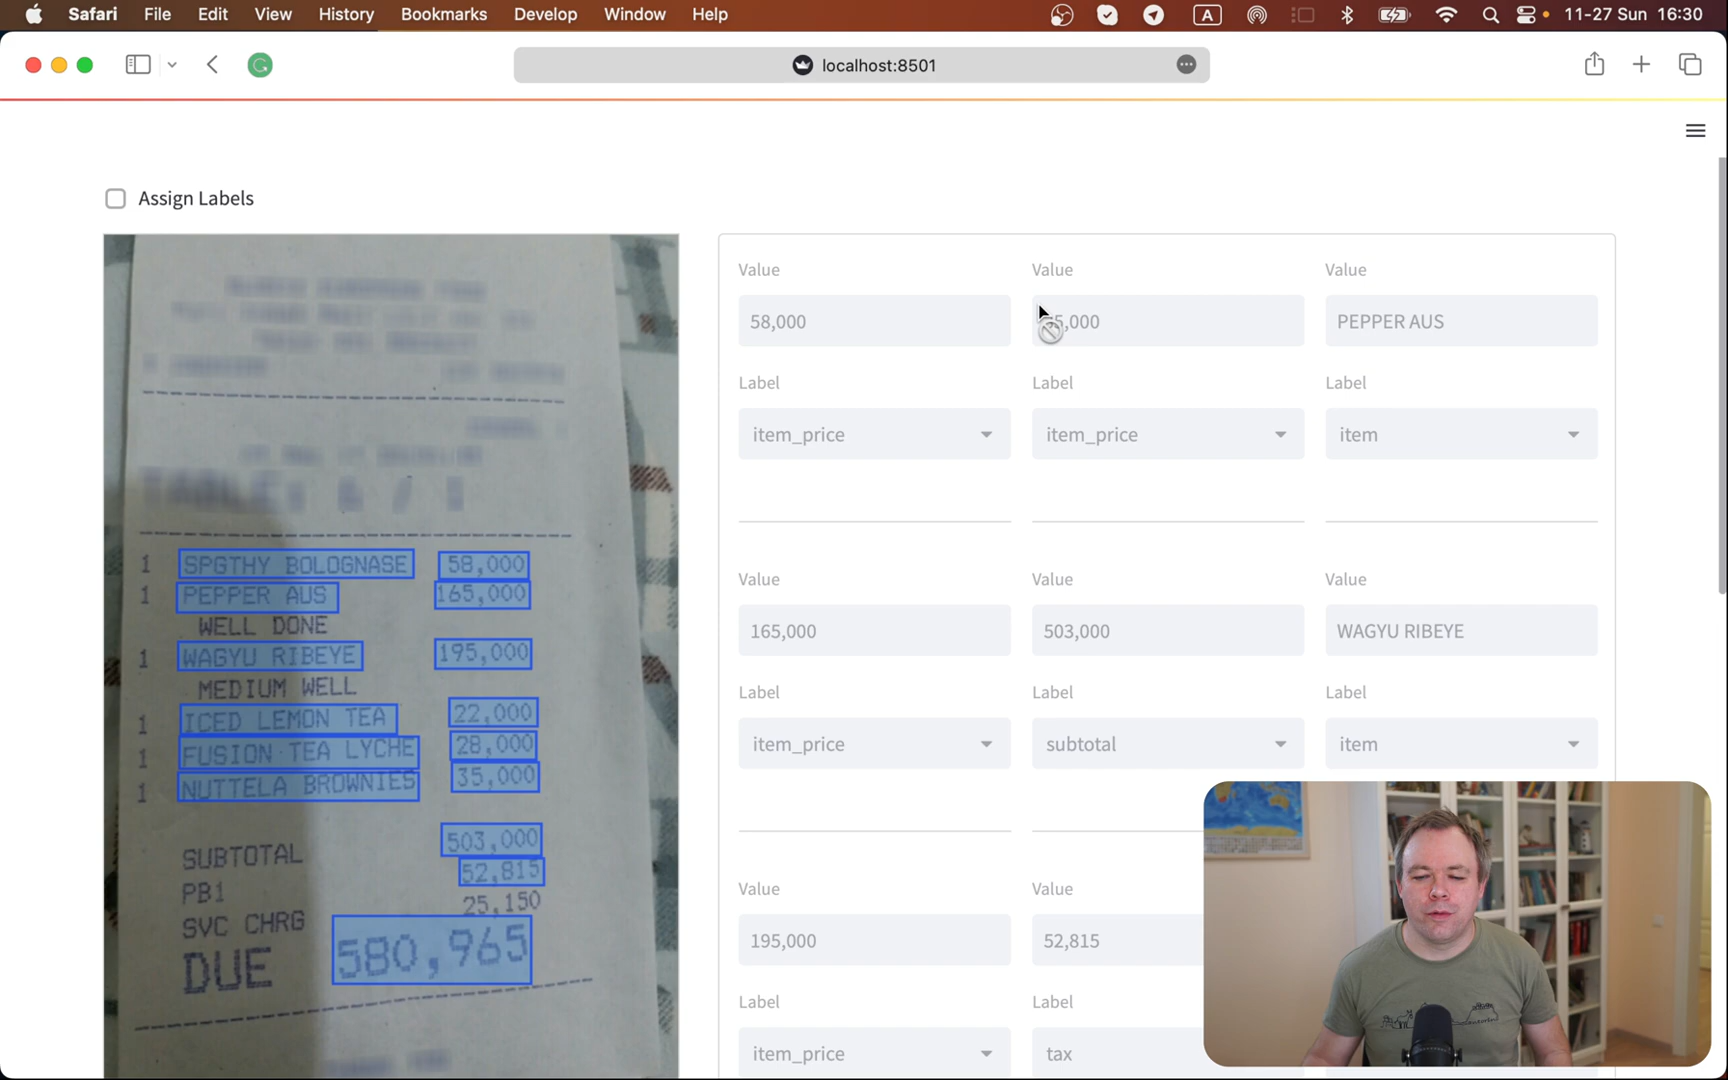 Safari File Edit View History Bookmarks Develop Window Help A 11-27 Sun 16:30
localhost:8501
Assign Labels
1 SPGTHY BOLOGNASE 58,000
1 PEPPER AUS 165,000
WELL DONE
1 WAGYU RIBEYE 195,000
MEDIUM WELL
1 ICED LEMON TEA 22,000
1 FUSION TEA LYCHE 28,000
1 NUTTELA BROWNIES 35,000
SUBTOTAL 503,000
PB1 52,815
SVC CHRG 25,150
DUE 580,965
Value Value Value
58,000 5,000 PEPPER AUS
Label Label Label
item_price item_price item
Value Value Value
165,000 503,000 WAGYU RIBEYE
Label Label Label
item_price subtotal item
Value Value
195,000 52,815
Label Label
item_price tax